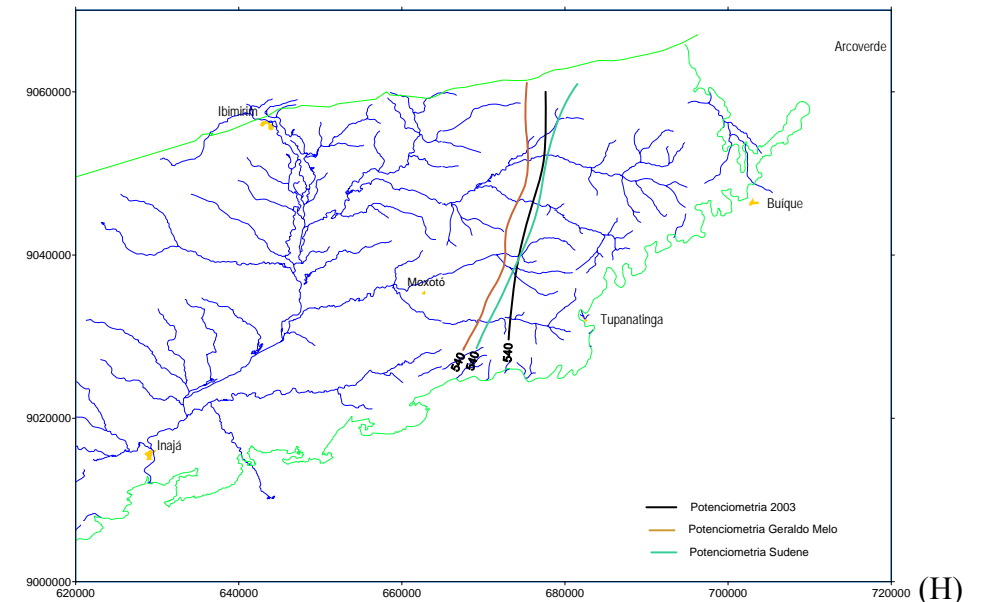 Arcoverde
9060000
Ibimirim
Buique
9040000
Moxotó
Tupanatinga
540
540
540
9020000
Inajá
Potenciometria 2003
Potenciometria Geraldo Melo
Potenciometria Sudene
9000000
620000 640000 660000 680000 700000 720000
(H)